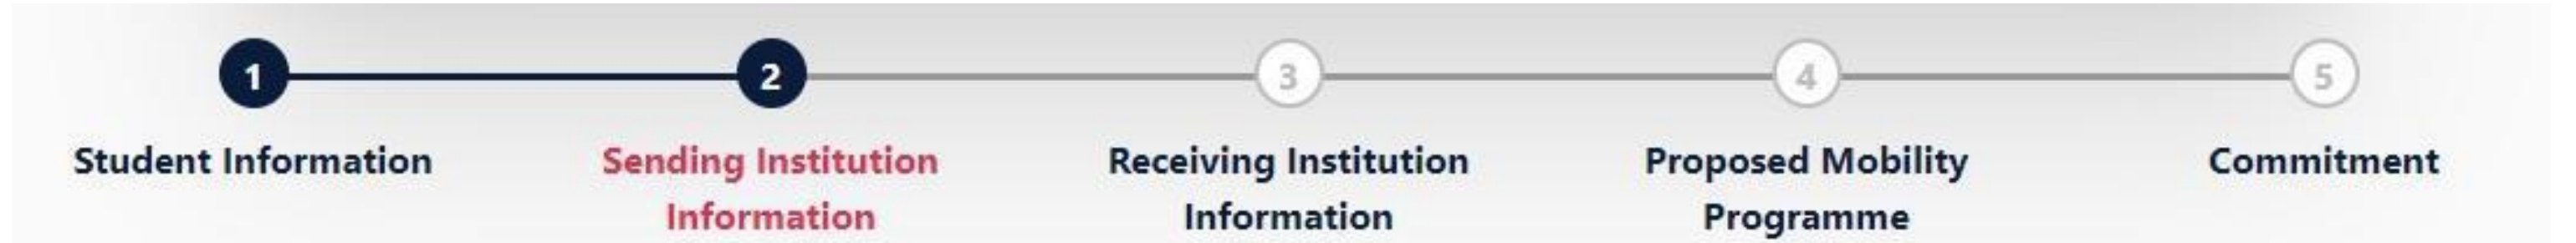 1 2 3 4 5
Student Information
Sending Institution
Information
Receiving Institution
Information
Proposed Mobility
Programme
Commitment